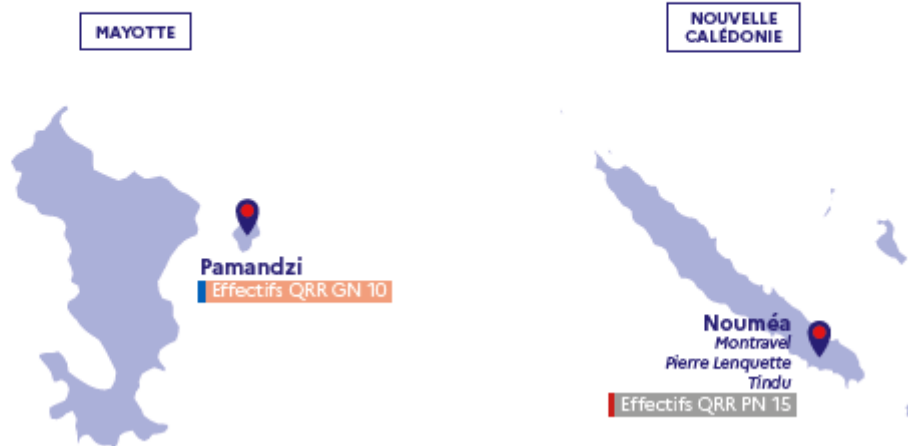 MAYOTTE
Pamandzi
Effectifs QRR GN 10
NOUVELLE
CALÉDONIE
Nouméa
Montravel
Pierre Lenquette
Tindu
Effectifs QRR PN 15